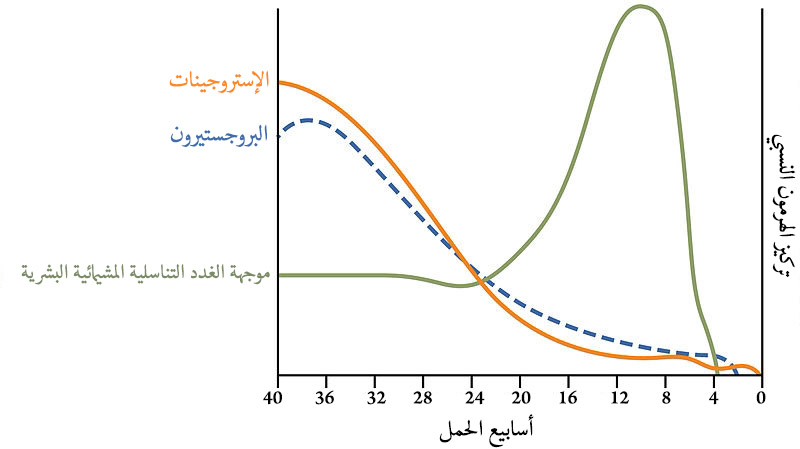 الإستروجينات
البروجستيرون
موجهة الغدد التناسلية المشيمائية البشرية
تركيز الهرمون النسبي
40 36 32 28 24 20 16 12 8 4 0
أسابيع الحمل